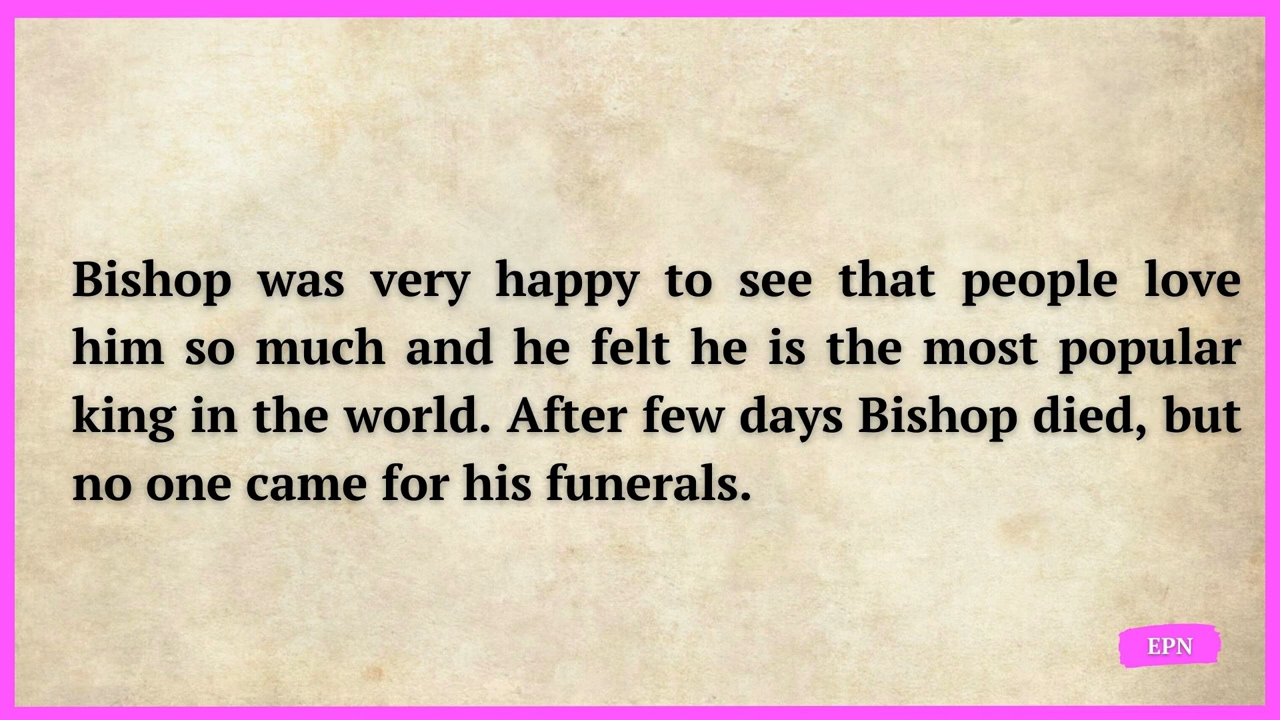 Bishop was very happy to see that people love
him so much and he felt he is the most popular
king in the world. After few days Bishop died, but
no one came for his funerals.
EPN